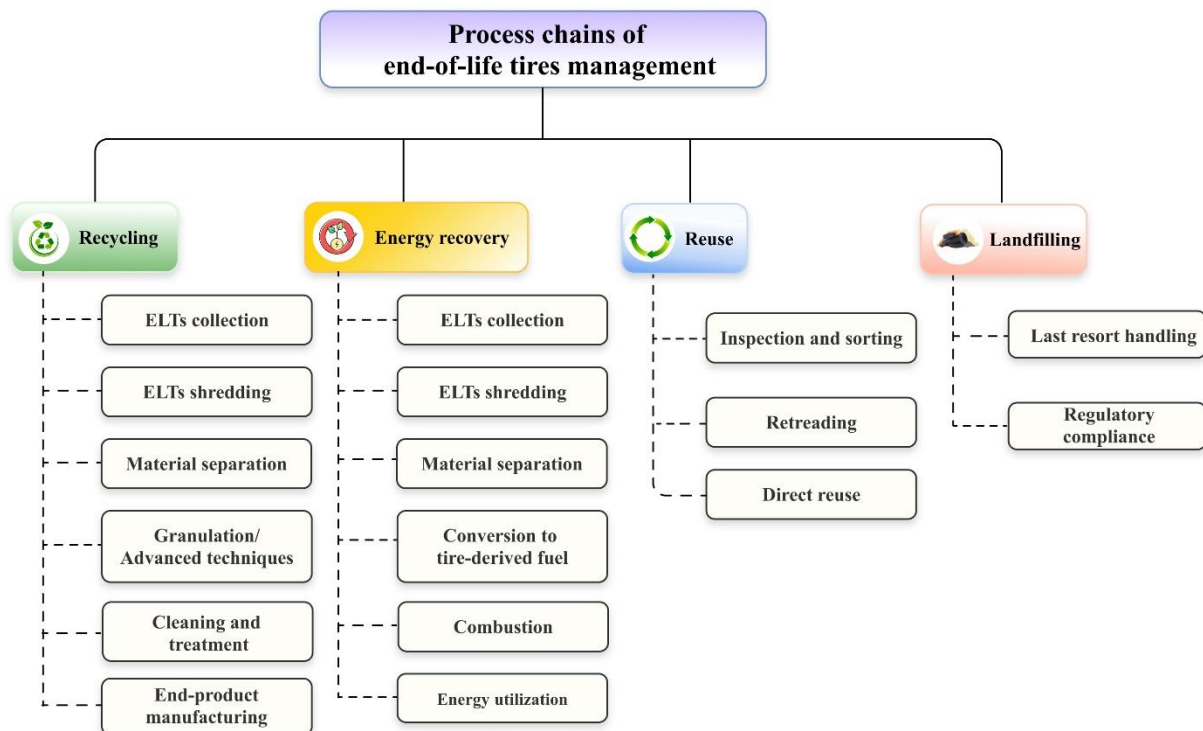 Process chains of
end-of-life tires management
Recycling
ELTs collection
ELTs shredding
Material separation
Granulation/
Advanced techniques
Cleaning and
treatment
End-product
manufacturing
Energy recovery
ELTs collection
ELTs shredding
Material separation
Conversion to
tire-derived fuel
Combustion
Energy utilization
Reuse
Inspection and sorting
Retreading
Direct reuse
Landfilling
Last resort handling
Regulatory
compliance